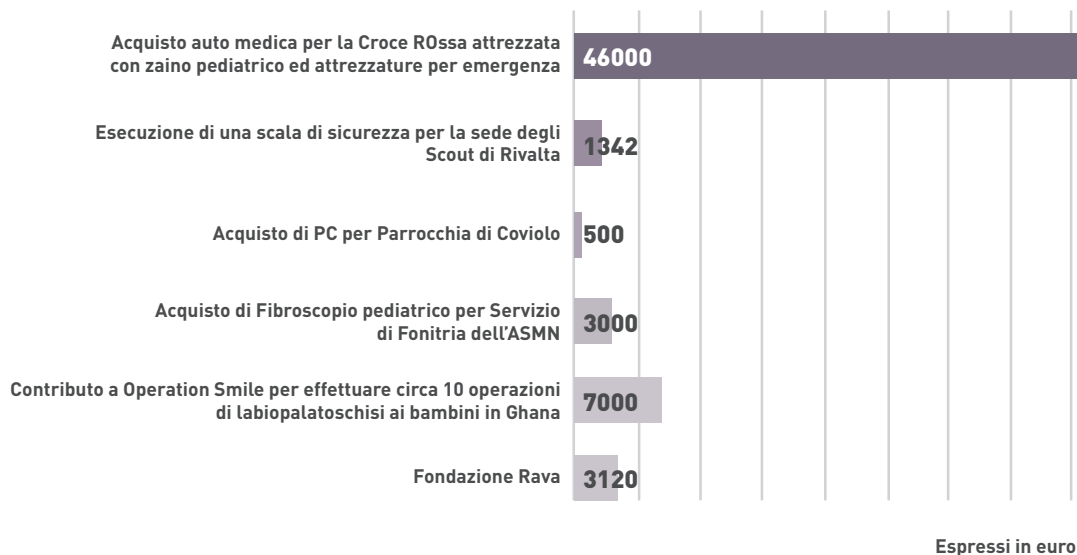 Acquisto auto medica per la Croce ROssa attrezzata
con zaino pediatrico ed attrezzature per emergenza
46000
Esecuzione di una scala di sicurezza per la sede degli
Scout di Rivalta
1342
Acquisto di PC per Parrocchia di Coviolo
500
Acquisto di Fibroscopio pediatrico per Servizio
di Fonitria dell’ASMN
3000
Contributo a Operation Smile per effettuare circa 10 operazioni
di labiopalatoschisi ai bambini in Ghana
7000
Fondazione Rava
3120
Espressi in euro